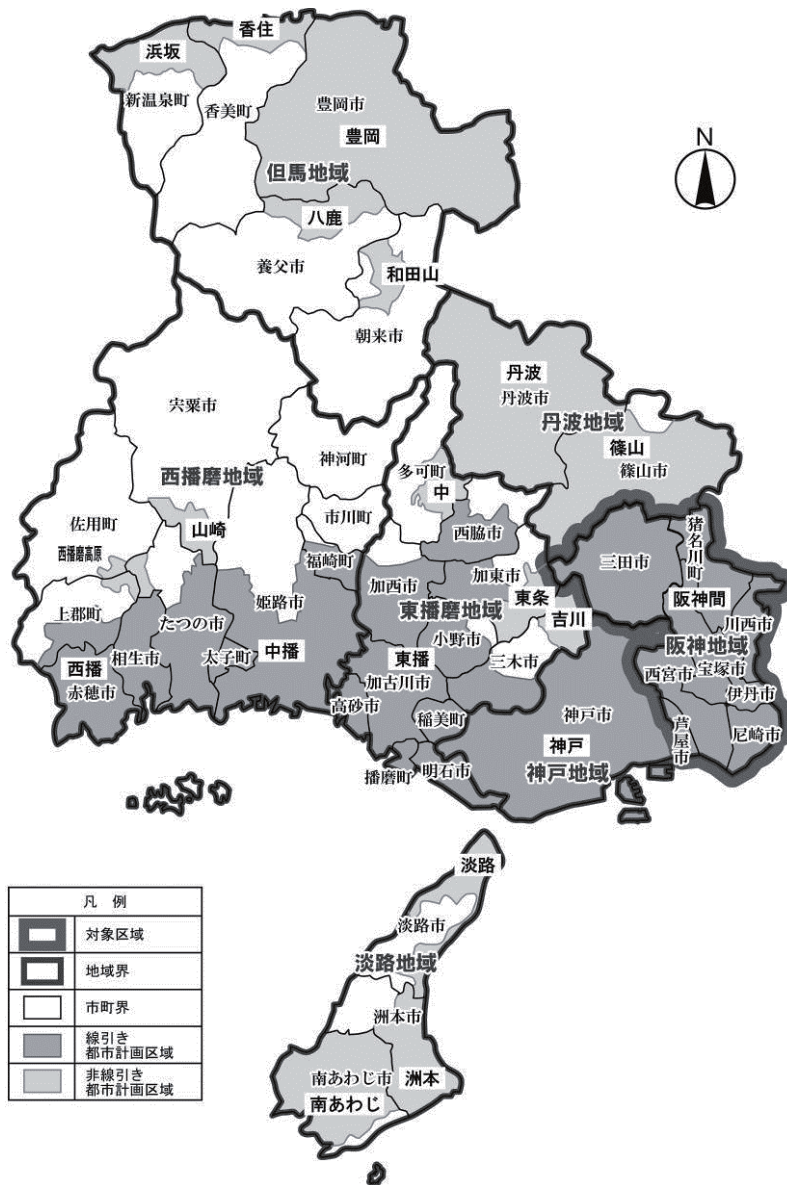 香住
浜坂
新温泉町
香美町
豊岡市
豊岡
但馬地域
八鹿
養父市
和田山
朝来市
N
丹波
丹波市
丹波地域
篠山
篠山市
宍粟市
神河町
多可町
中
西播磨地域
市川町
佐用町
山崎
西播磨高原
福崎町
西脇市
三田市
猪名川町
上郡町
姫路市
加西市
加東市
東条
吉川
阪神間
たつの市
東播磨地域
川西市
阪神地域
西播
相生市
太子町
中播
小野市
東播
三木市
宝塚市
西宮市
赤穂市
加古川市
伊丹市
高砂市
稲美町
神戸市
芦屋市
尼崎市
神戸
播磨町
明石市
神戸地域
淡路
淡路市
淡路地域
洲本市
南あわじ市
洲本
南あわじ
凡 例
対象区域
地域界
市町界
線引き
都市計画区域
非線引き
都市計画区域